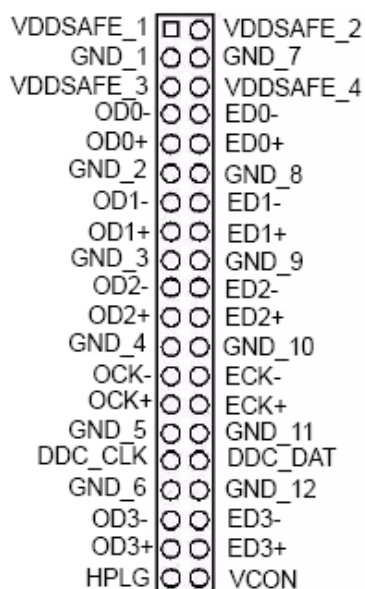 VDDSAFE_1 VDDSAFE_2
GND_1 GND_7
VDDSAFE_3 VDDSAFE_4
OD0- ED0-
OD0+ ED0+
GND_2 GND_8
OD1- ED1-
OD1+ ED1+
GND_3 GND_9
OD2- ED2-
OD2+ ED2+
GND_4 GND_10
OCK- ECK-
OCK+ ECK+
GND_5 GND_11
DDC_CLK DDC_DAT
GND_6 GND_12
OD3- ED3-
OD3+ ED3+
HPLG VCON